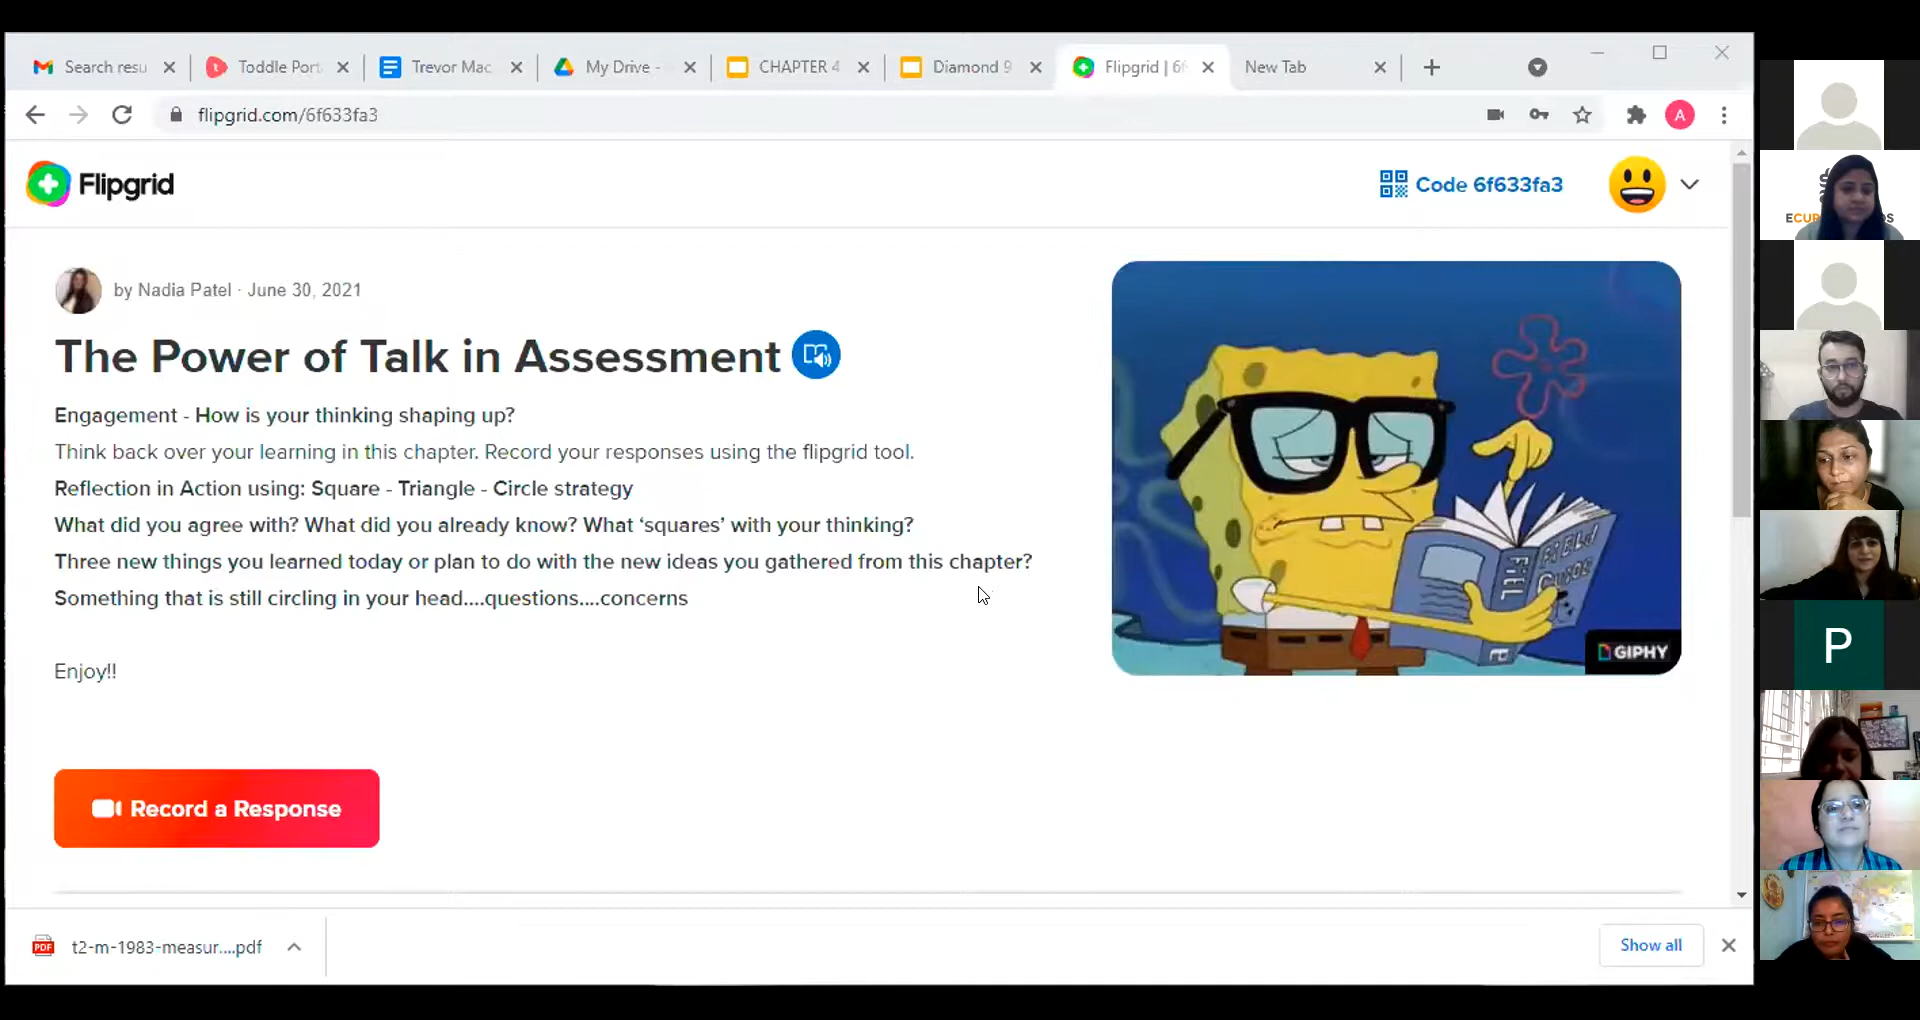 Search resu
Toddle Port
Trevor Mac
My Drive -
CHAPTER 4
Diamond 9
Flipgrid | 6f
New Tab
flipgrid.com/6f633fa3
A
Flipgrid
Code 6f633fa3
by Nadia Patel · June 30, 2021
The Power of Talk in Assessment
Engagement - How is your thinking shaping up?
Think back over your learning in this chapter. Record your responses using the flipgrid tool.
Reflection in Action using: Square - Triangle - Circle strategy
What did you agree with? What did you already know? What ‘squares’ with your thinking?
Three new things you learned today or plan to do with the new ideas you gathered from this chapter?
Something that is still circling in your head....questions....concerns
Enjoy!!
FIELD
GUIDE
GIPHY
Record a Response
PDF
t2-m-1983-measur....pdf
Show all
P